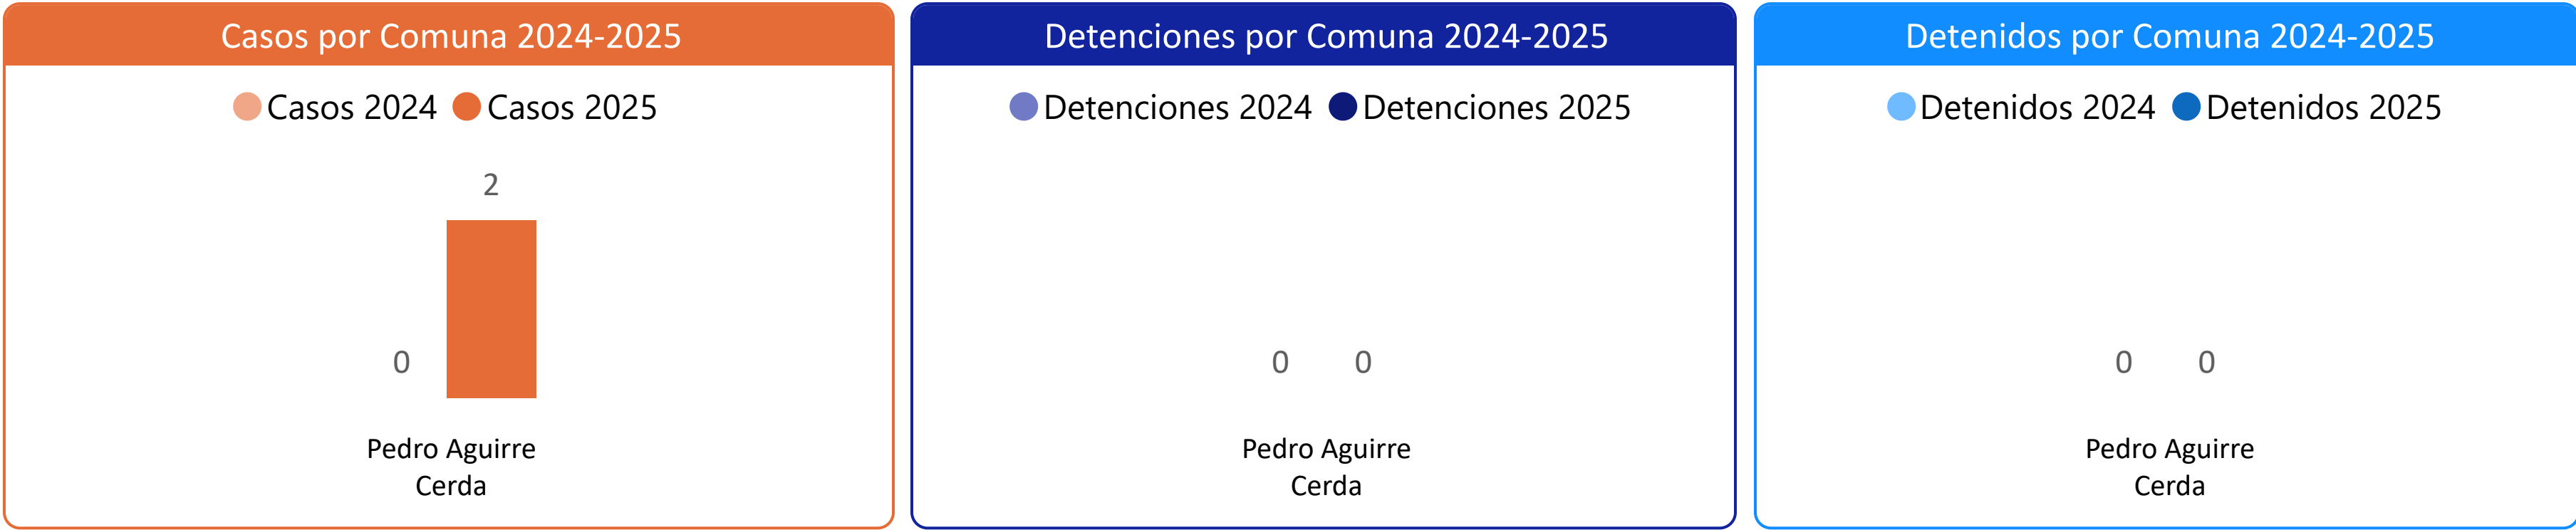 Casos por Comuna 2024-2025
Casos 2024 Casos 2025
2
0
Pedro Aguirre
Cerda
Detenciones por Comuna 2024-2025
Detenciones 2024 Detenciones 2025
0 0
Pedro Aguirre
Cerda
Detenidos por Comuna 2024-2025
Detenidos 2024 Detenidos 2025
0 0
Pedro Aguirre
Cerda